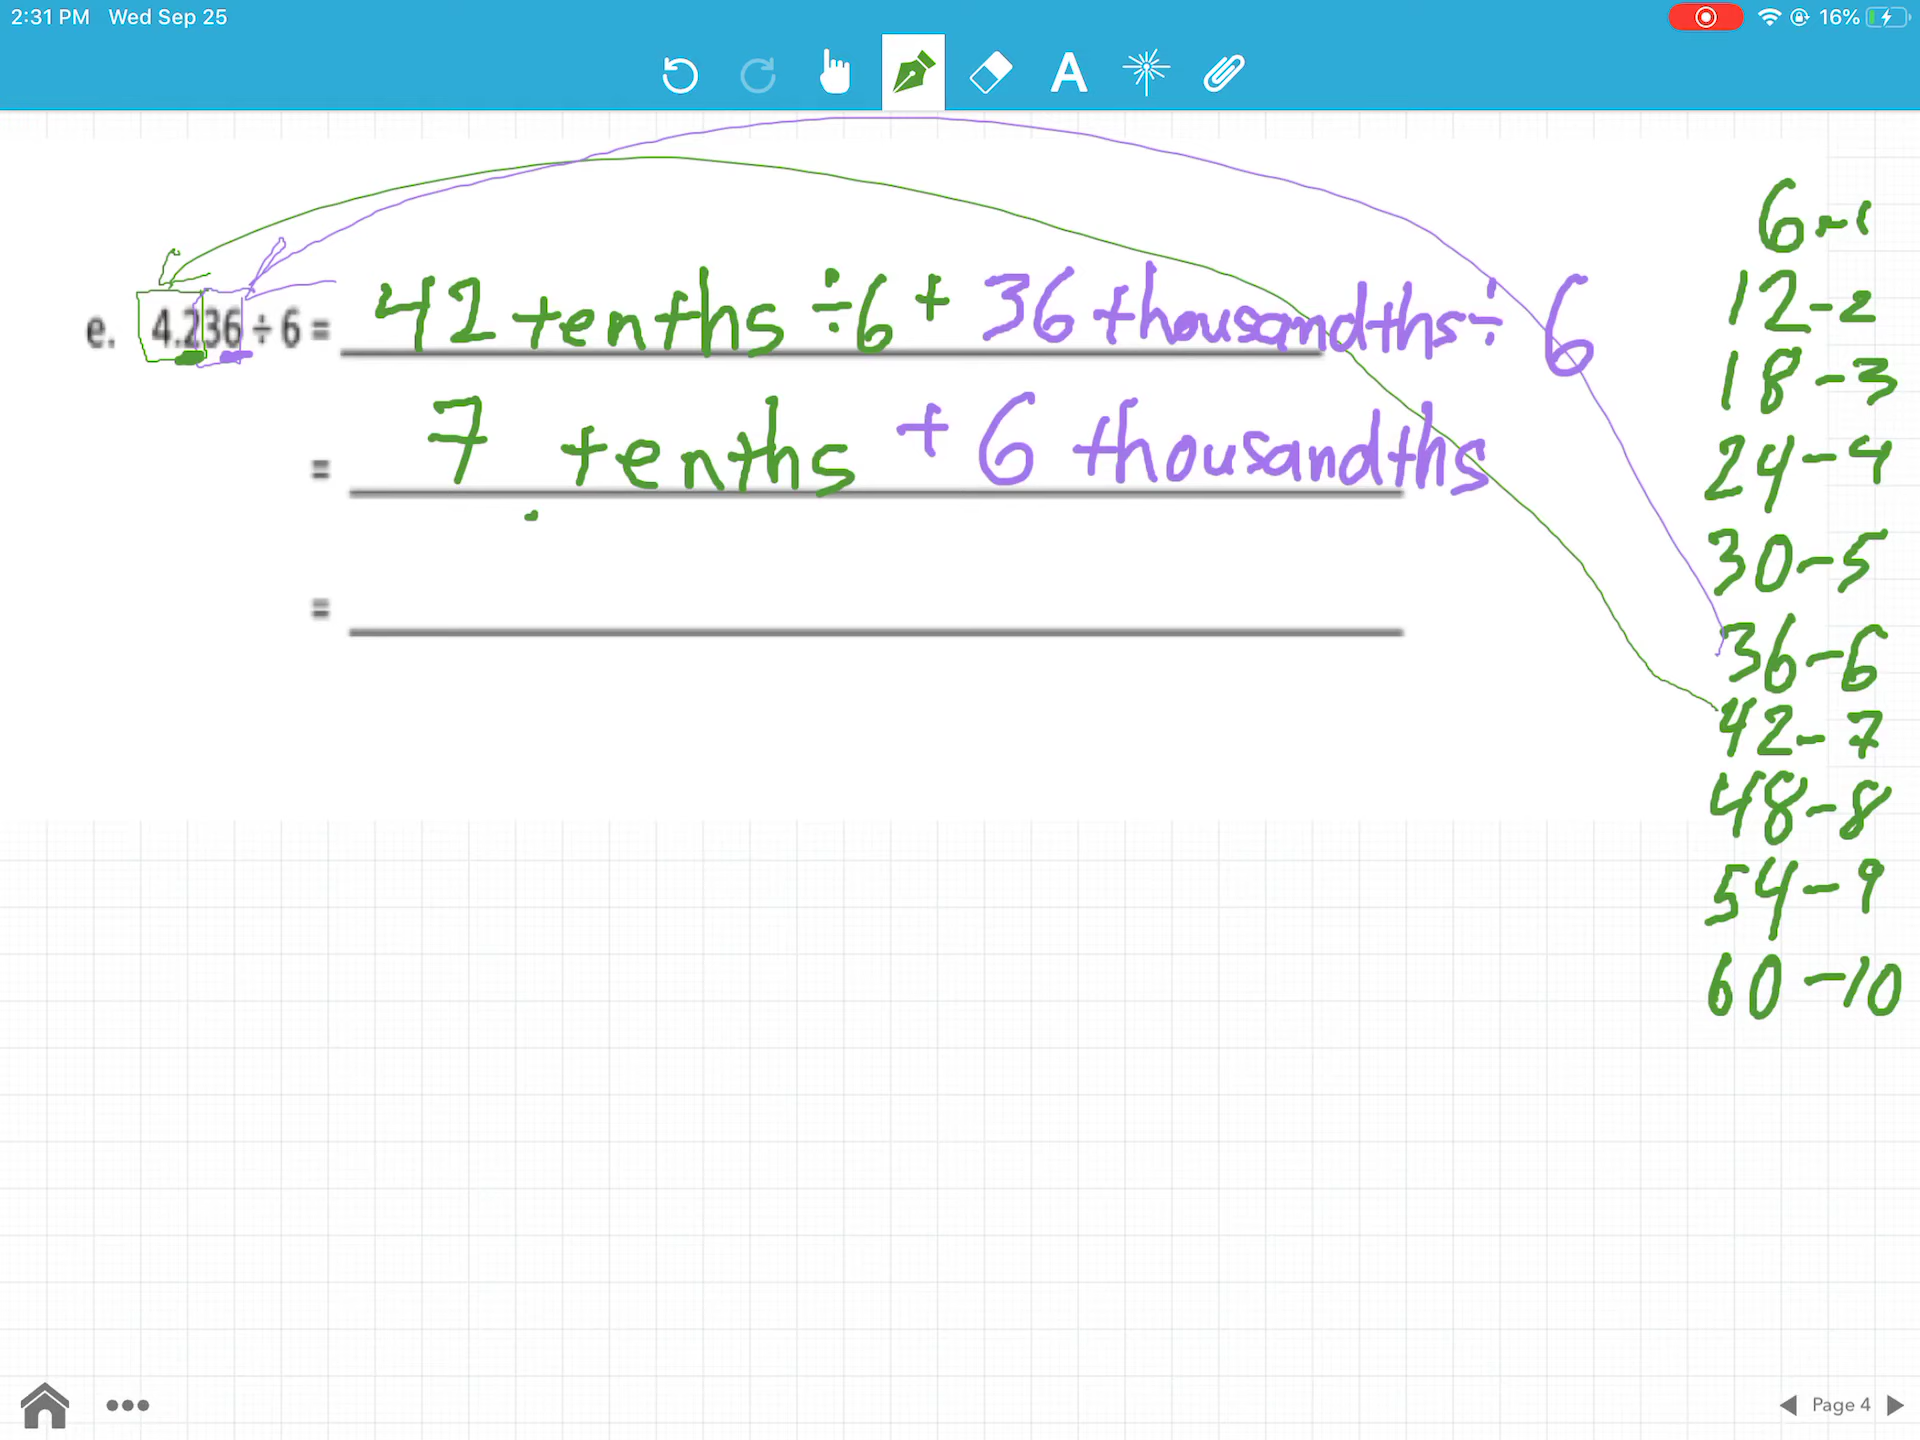 2:31 PM Wed Sep 25 16%
A
e. 4.236 ÷ 6 = 42 tenths ÷6 + 36 thousandths ÷ 6
= 7 tenths + 6 thousandths
.
=
6-1
12-2
18-3
24-4
30-5
36-6
42-7
48-8
54-9
60-10
Page 4